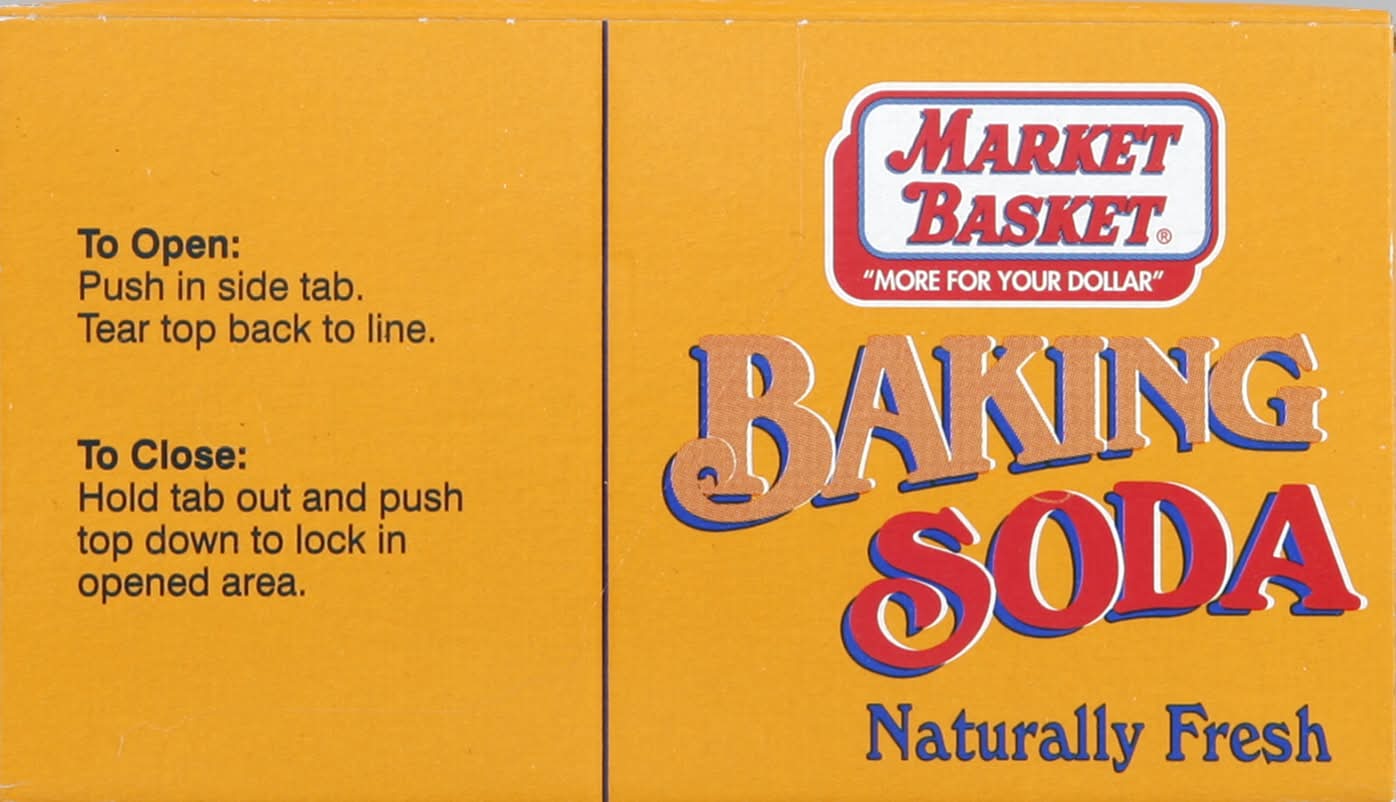 To Open:
Push in side tab.
Tear top back to line.
To Close:
Hold tab out and push
top down to lock in
opened area.
MARKET
BASKET®
"MORE FOR YOUR DOLLAR"
BAKING
SODA
Naturally Fresh